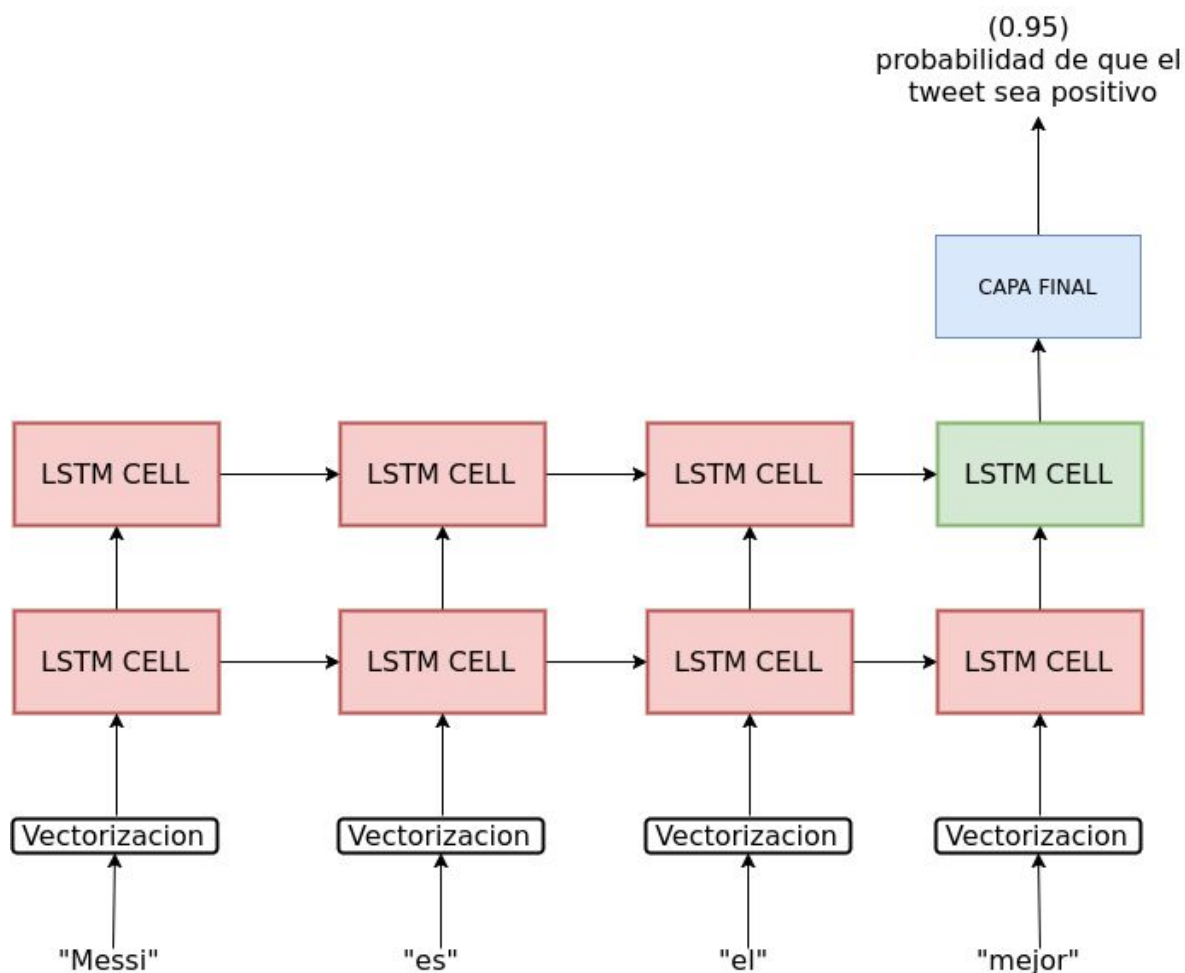 (0.95)
probabilidad de que el
tweet sea positivo
CAPA FINAL
LSTM CELL
LSTM CELL
LSTM CELL
LSTM CELL
LSTM CELL
LSTM CELL
LSTM CELL
LSTM CELL
Vectorizacion
Vectorizacion
Vectorizacion
Vectorizacion
"Messi"
"es"
"el"
"mejor"